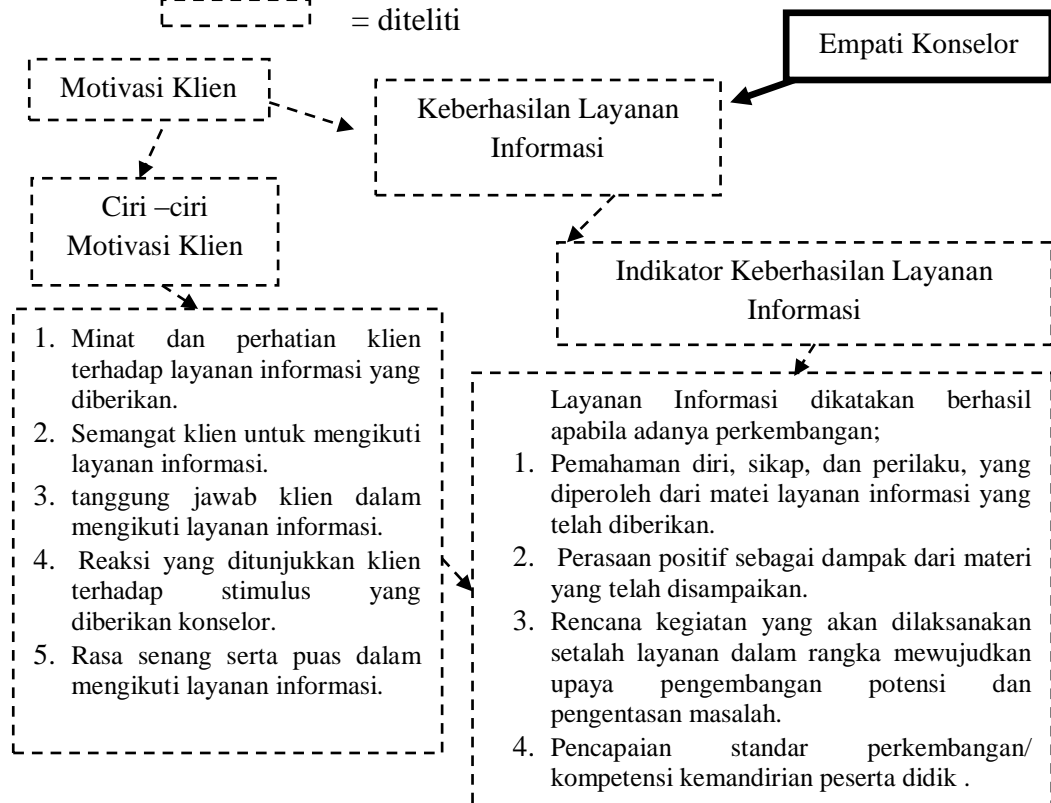 = diteliti
Empati Konselor
Motivasi Klien
Keberhasilan Layanan
Informasi
Ciri –ciri
Motivasi Klien
Indikator Keberhasilan Layanan
Informasi
1. Minat dan perhatian klien
terhadap layanan informasi yang
diberikan.
2. Semangat klien untuk mengikuti
layanan informasi.
3. tanggung jawab klien dalam
mengikuti layanan informasi.
4. Reaksi yang ditunjukkan klien
terhadap stimulus yang
diberikan konselor.
5. Rasa senang serta puas dalam
mengikuti layanan informasi.
Layanan Informasi dikatakan berhasil
apabila adanya perkembangan;
1. Pemahaman diri, sikap, dan perilaku, yang
diperoleh dari matei layanan informasi yang
telah diberikan.
2. Perasaan positif sebagai dampak dari materi
yang telah disampaikan.
3. Rencana kegiatan yang akan dilaksanakan
setalah layanan dalam rangka mewujudkan
upaya pengembangan potensi dan
pengentasan masalah.
4. Pencapaian standar perkembangan/
kompetensi kemandirian peserta didik .